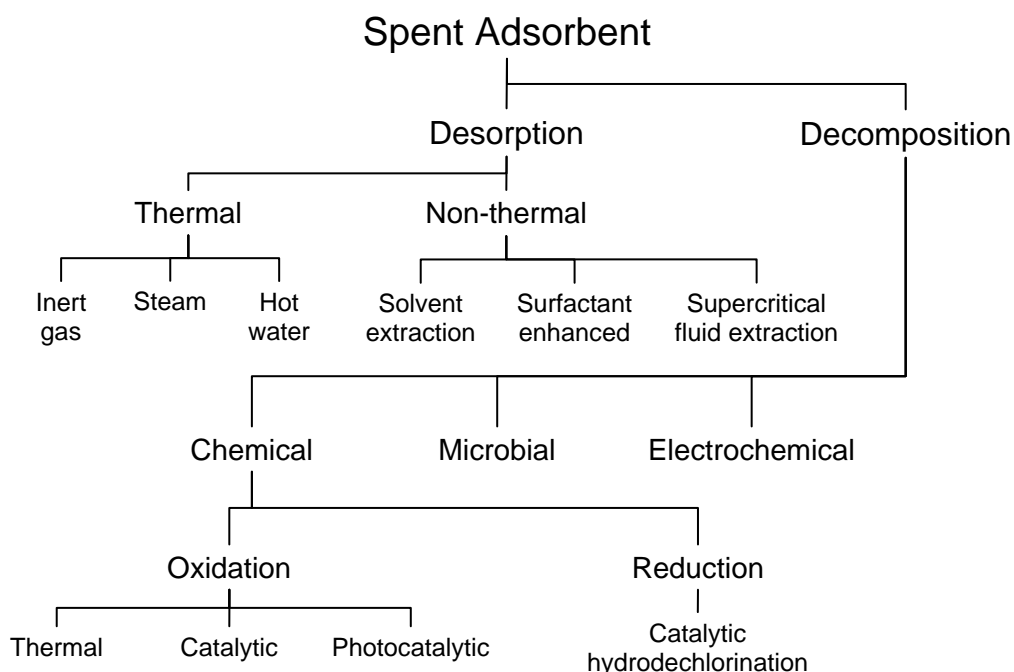 Spent Adsorbent
Desorption
Decomposition
Thermal
Non-thermal
Inert
gas
Steam
Hot
water
Solvent
extraction
Surfactant
enhanced
Supercritical
fluid extraction
Chemical
Microbial
Electrochemical
Oxidation
Reduction
Thermal
Catalytic
Photocatalytic
Catalytic
hydrodechlorination